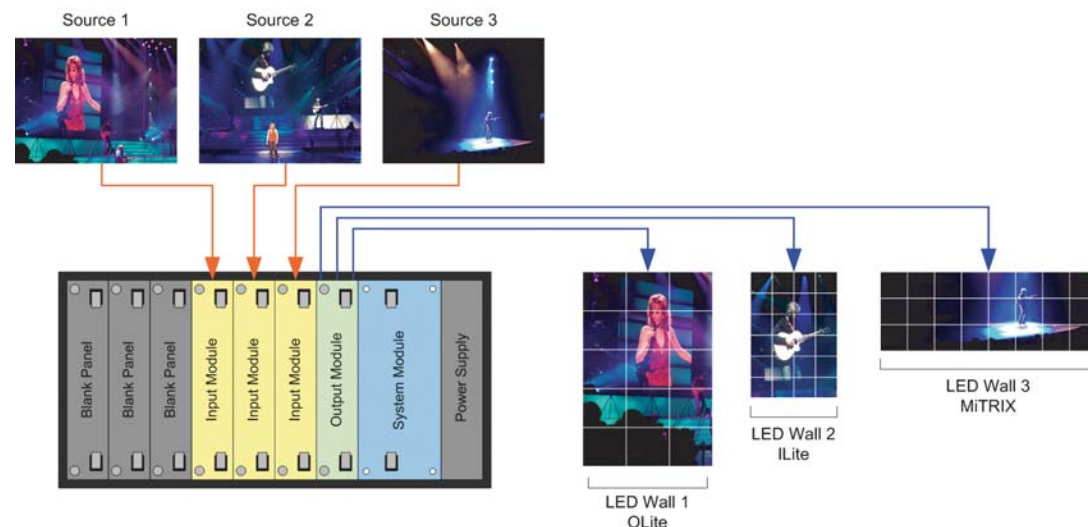 Source 1
Source 2
Source 3
Blank Panel
Blank Panel
Blank Panel
Input Module
Input Module
Input Module
Output Module
System Module
Power Supply
LED Wall 1
OLite
LED Wall 2
ILite
LED Wall 3
MiTRIX